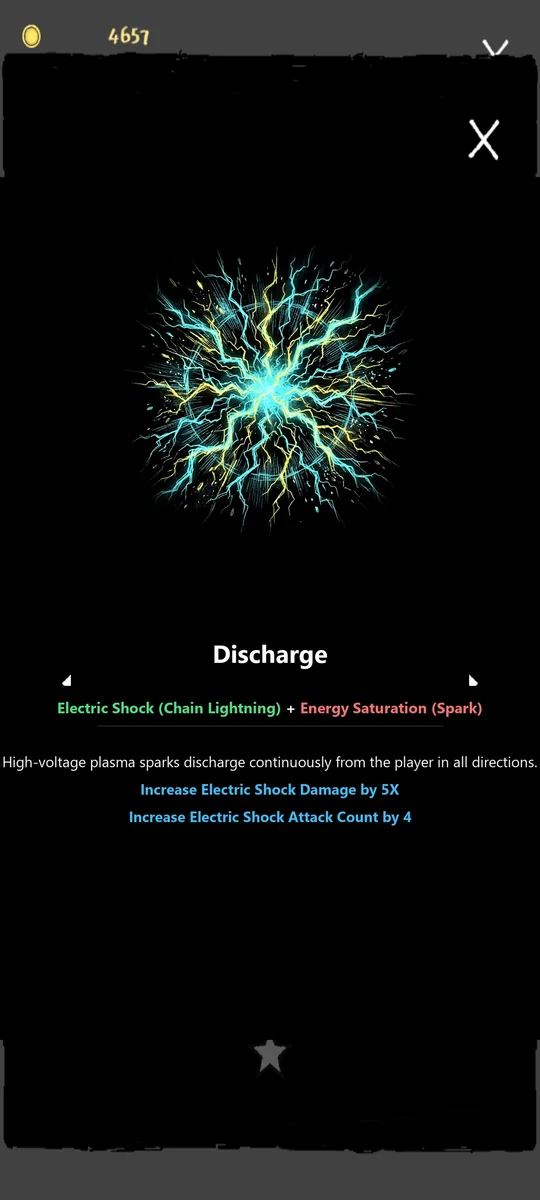 4657
X
Discharge
Electric Shock (Chain Lightning) + Energy Saturation (Spark)
High-voltage plasma sparks discharge continuously from the player in all directions.
Increase Electric Shock Damage by 5X
Increase Electric Shock Attack Count by 4